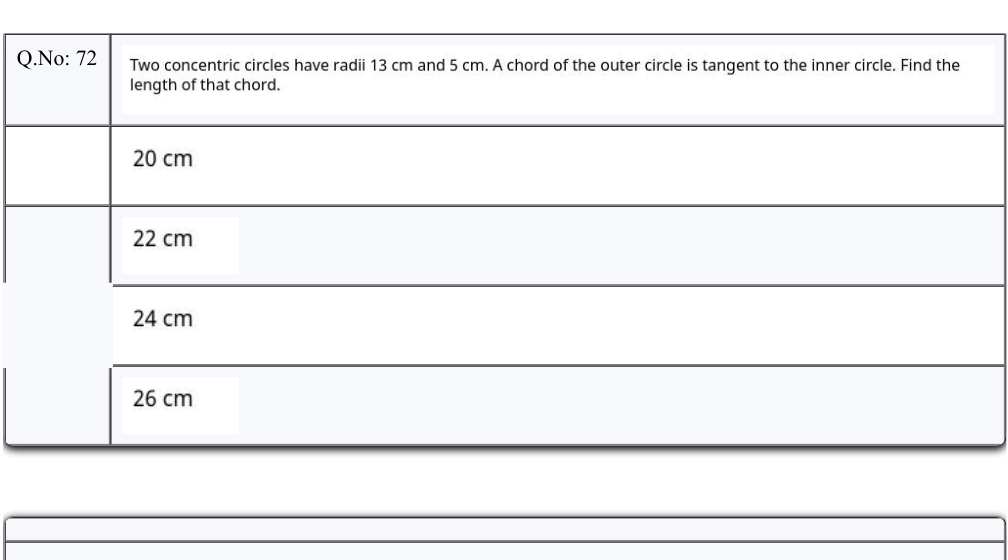 Q.No: 72
Two concentric circles have radii 13 cm and 5 cm. A chord of the outer circle is tangent to the inner circle. Find the
length of that chord.
20 cm
22 cm
24 cm
26 cm